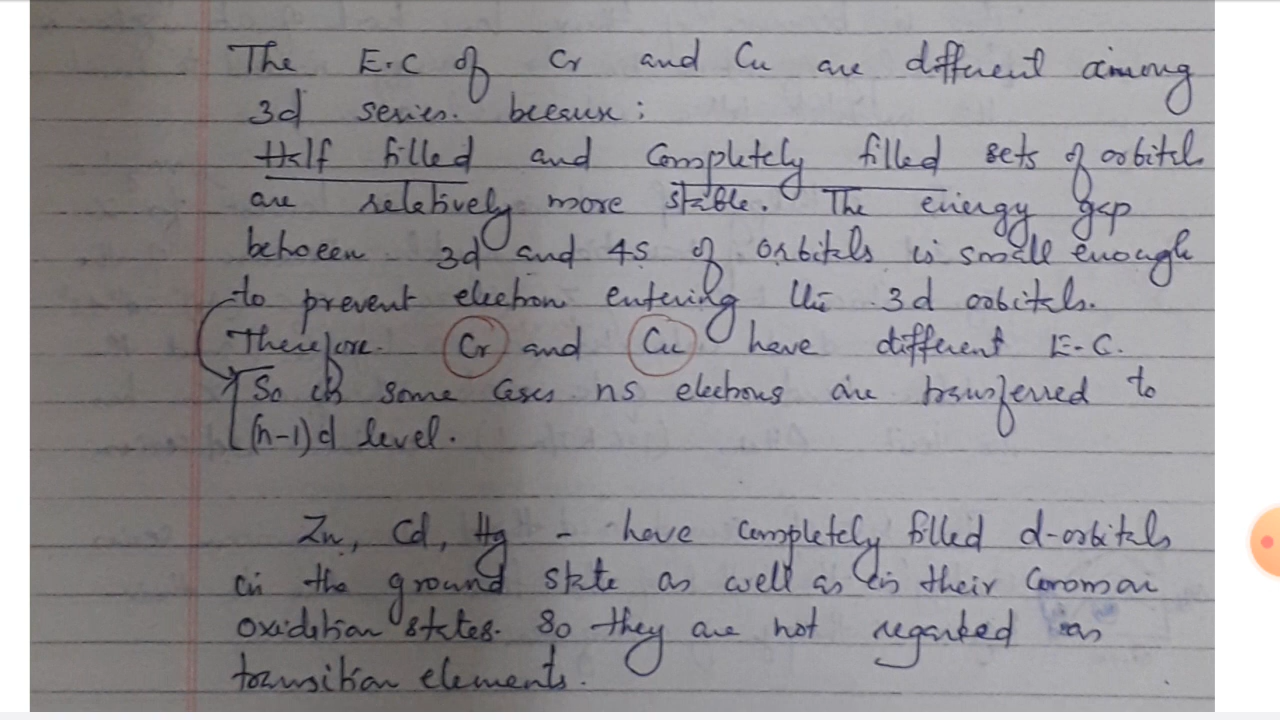 The E.C of Cr and Cu are different among
3d series. because :
Half filled and Completely filled sets of orbitals
are relatively more stable. The energy gap
between 3d and 4s of orbitals is small enough
to prevent electron entering the 3d orbitals.
Therefore Cr and Cu have different E.C.
So in some cases ns electrons are transferred to
(n-1)d level.
Zn, Cd, Hg - have completely filled d-orbitals
in the ground state as well as in their common
oxidation states. So they are not regarded as
transition elements.